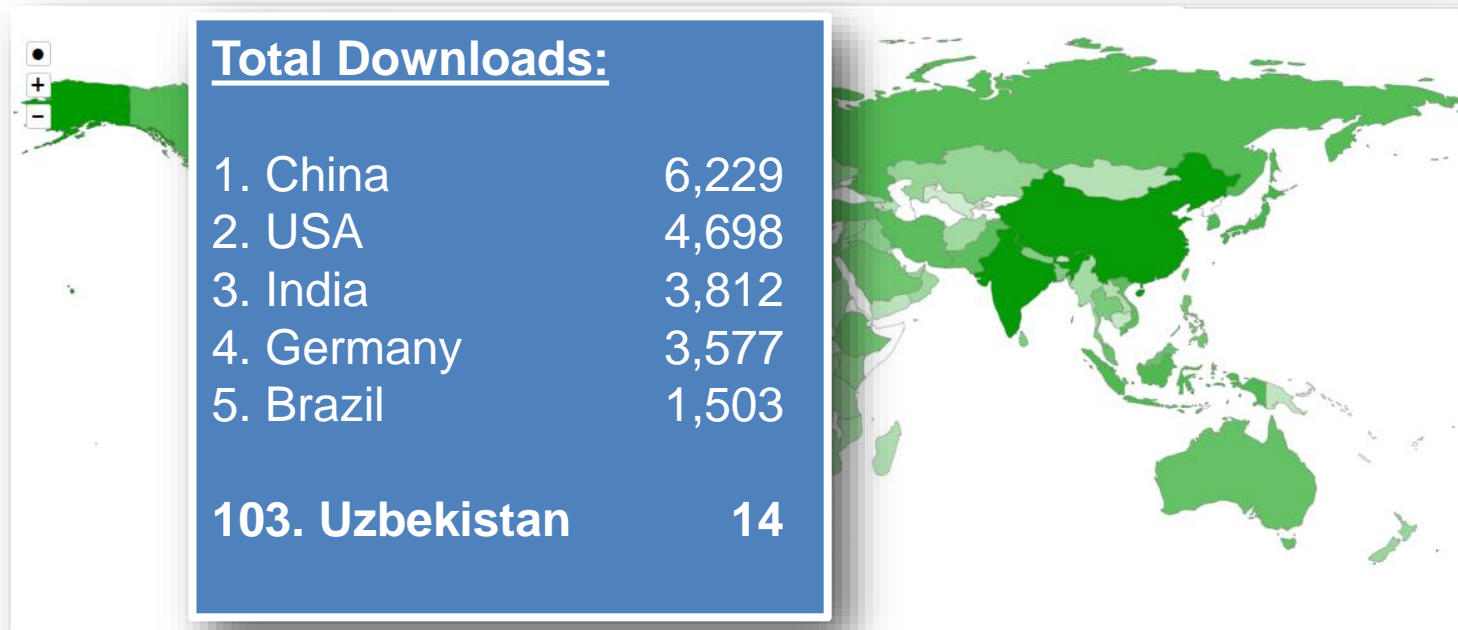 Total Downloads:
1. China 6,229
2. USA 4,698
3. India 3,812
4. Germany 3,577
5. Brazil 1,503
103. Uzbekistan 14
+
−